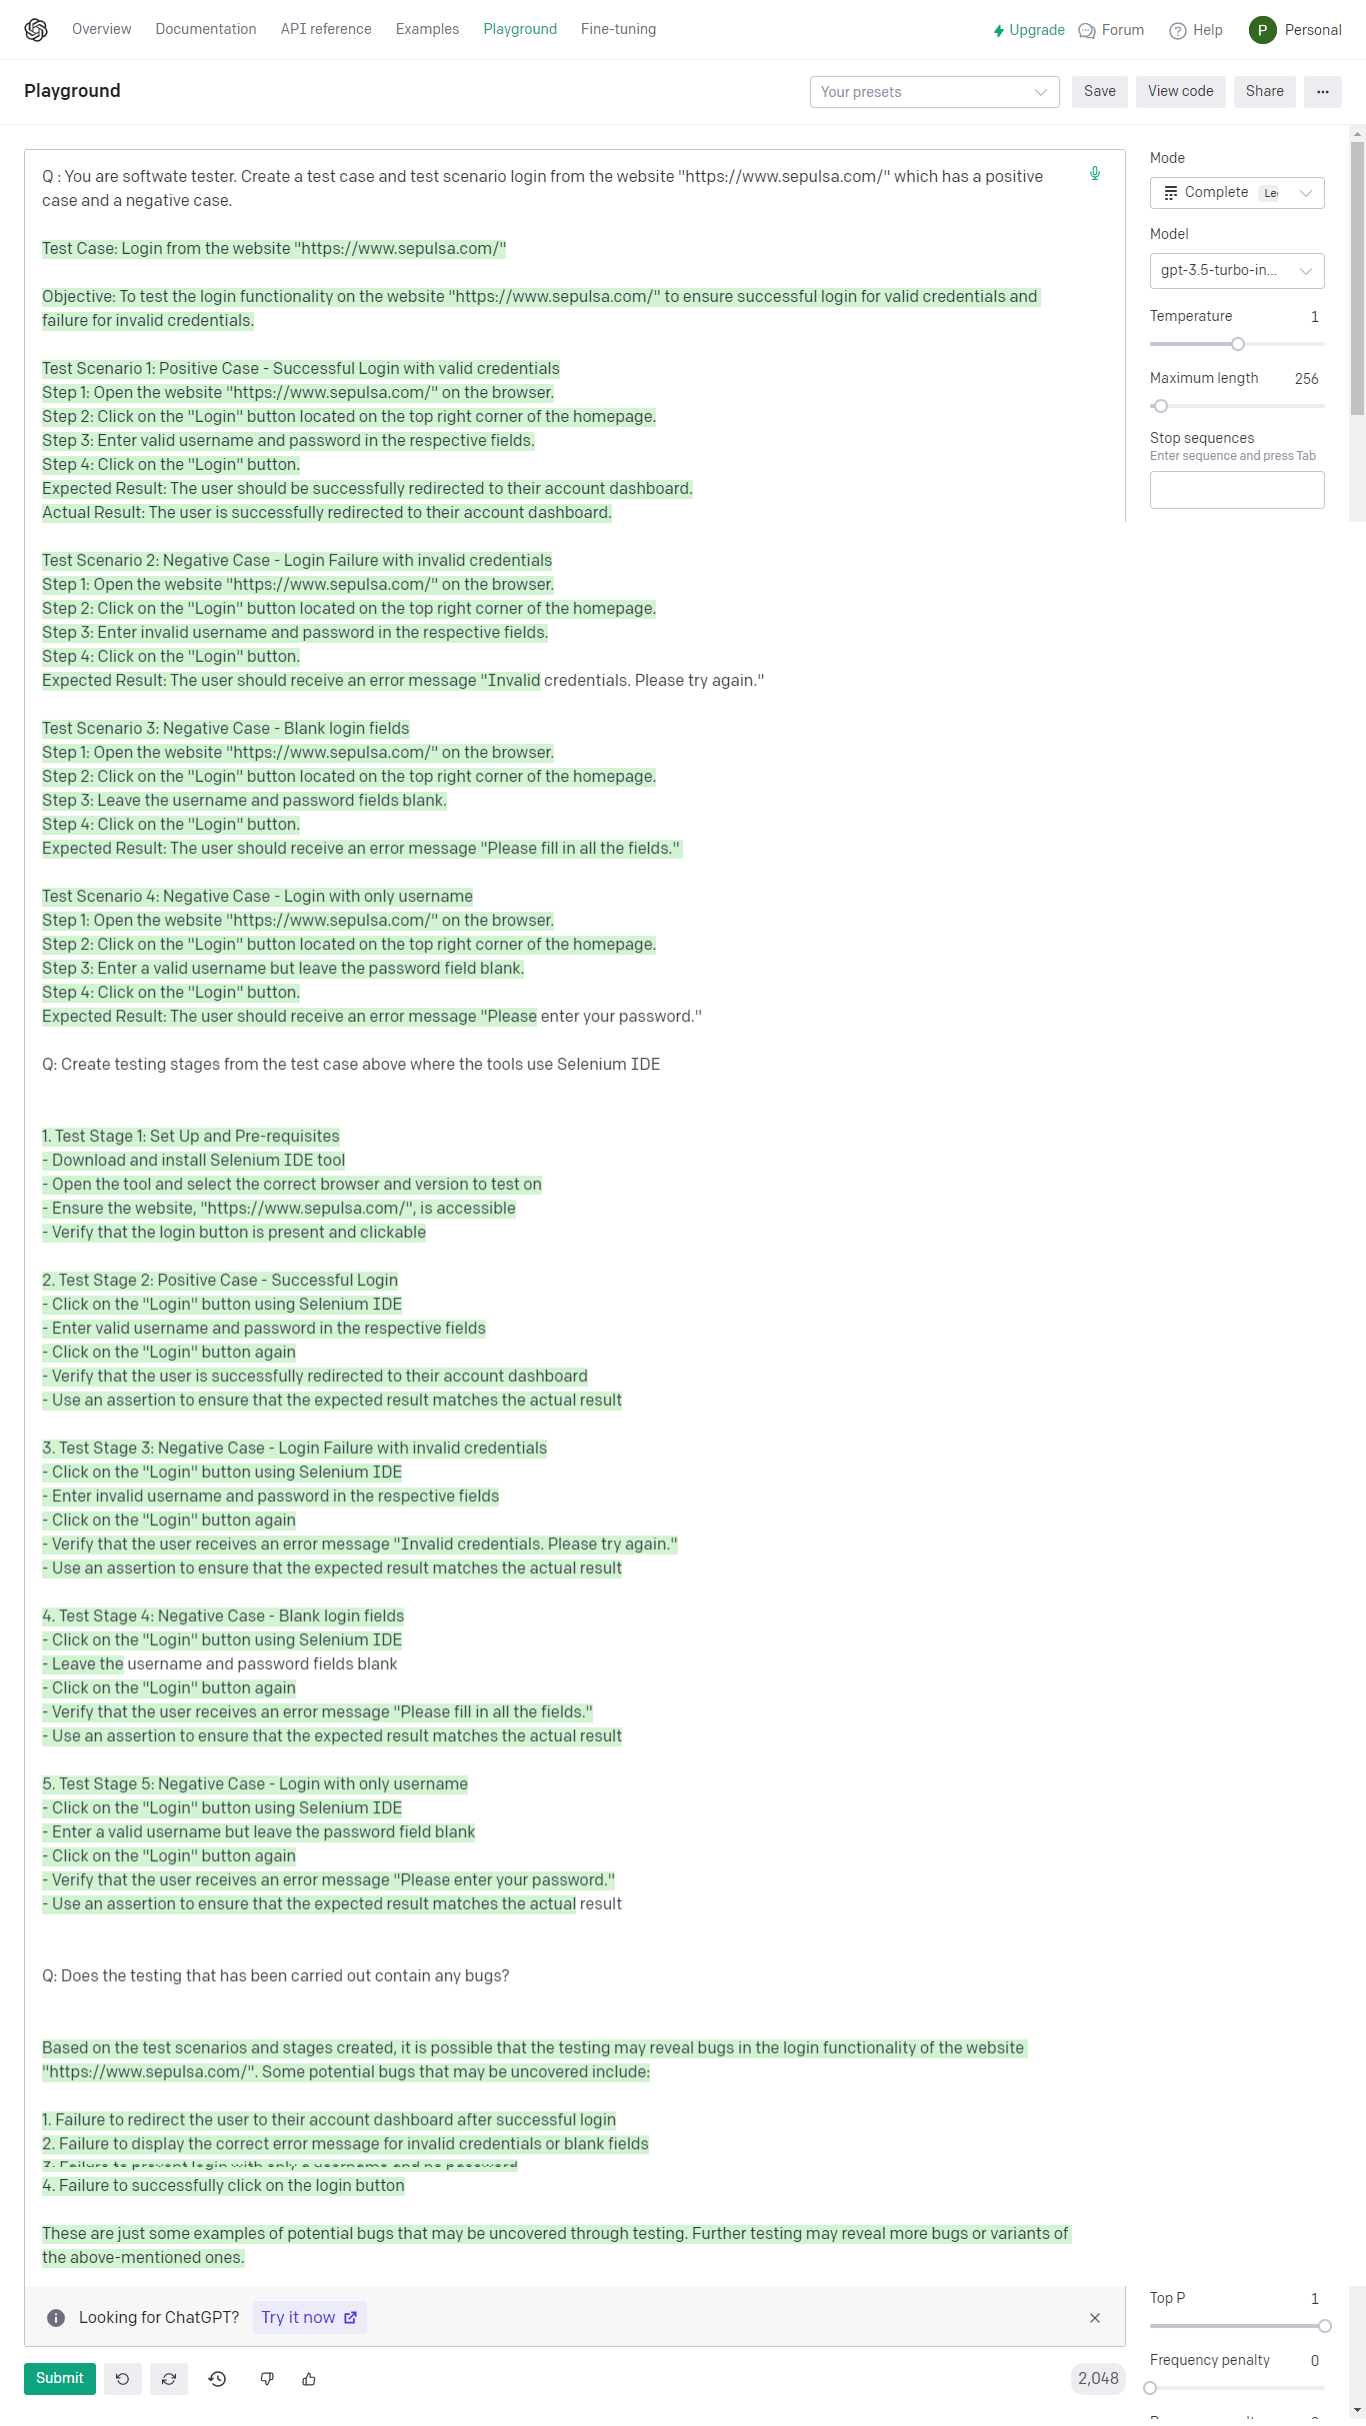 Overview Documentation API reference Examples Playground Fine-tuning Upgrade Forum Help P Personal
Playground Your presets Save View code Share ...
Q : You are softwate tester. Create a test case and test scenario login from the website "https://www.sepulsa.com/" which has a positive
case and a negative case.
Mode
Complete
Model
gpt-3.5-turbo-in...
Temperature 1
Maximum length 256
Stop sequences
Enter sequence and press Tab
Test Case: Login from the website "https://www.sepulsa.com/"
Objective: To test the login functionality on the website "https://www.sepulsa.com/" to ensure successful login for valid credentials and
failure for invalid credentials.
Test Scenario 1: Positive Case - Successful Login with valid credentials
Step 1: Open the website "https://www.sepulsa.com/" on the browser.
Step 2: Click on the "Login" button located on the top right corner of the homepage.
Step 3: Enter valid username and password in the respective fields.
Step 4: Click on the "Login" button.
Expected Result: The user should be successfully redirected to their account dashboard.
Actual Result: The user is successfully redirected to their account dashboard.
Test Scenario 2: Negative Case - Login Failure with invalid credentials
Step 1: Open the website "https://www.sepulsa.com/" on the browser.
Step 2: Click on the "Login" button located on the top right corner of the homepage.
Step 3: Enter invalid username and password in the respective fields.
Step 4: Click on the "Login" button.
Expected Result: The user should receive an error message "Invalid credentials. Please try again."
Test Scenario 3: Negative Case - Blank login fields
Step 1: Open the website "https://www.sepulsa.com/" on the browser.
Step 2: Click on the "Login" button located on the top right corner of the homepage.
Step 3: Leave the username and password fields blank.
Step 4: Click on the "Login" button.
Expected Result: The user should receive an error message "Please fill in all the fields."
Test Scenario 4: Negative Case - Login with only username
Step 1: Open the website "https://www.sepulsa.com/" on the browser.
Step 2: Click on the "Login" button located on the top right corner of the homepage.
Step 3: Enter a valid username but leave the password field blank.
Step 4: Click on the "Login" button.
Expected Result: The user should receive an error message "Please enter your password."
Q: Create testing stages from the test case above where the tools use Selenium IDE
1. Test Stage 1: Set Up and Pre-requisites
- Download and install Selenium IDE tool
- Open the tool and select the correct browser and version to test on
- Ensure the website, "https://www.sepulsa.com/", is accessible
- Verify that the login button is present and clickable
2. Test Stage 2: Positive Case - Successful Login
- Click on the "Login" button using Selenium IDE
- Enter valid username and password in the respective fields
- Click on the "Login" button again
- Verify that the user is successfully redirected to their account dashboard
- Use an assertion to ensure that the expected result matches the actual result
3. Test Stage 3: Negative Case - Login Failure with invalid credentials
- Click on the "Login" button using Selenium IDE
- Enter invalid username and password in the respective fields
- Click on the "Login" button again
- Verify that the user receives an error message "Invalid credentials. Please try again."
- Use an assertion to ensure that the expected result matches the actual result
4. Test Stage 4: Negative Case - Blank login fields
- Click on the "Login" button using Selenium IDE
- Leave the username and password fields blank
- Click on the "Login" button again
- Verify that the user receives an error message "Please fill in all the fields."
- Use an assertion to ensure that the expected result matches the actual result
5. Test Stage 5: Negative Case - Login with only username
- Click on the "Login" button using Selenium IDE
- Enter a valid username but leave the password field blank
- Click on the "Login" button again
- Verify that the user receives an error message "Please enter your password."
- Use an assertion to ensure that the expected result matches the actual result
Q: Does the testing that has been carried out contain any bugs?
Based on the test scenarios and stages created, it is possible that the testing may reveal bugs in the login functionality of the website
"https://www.sepulsa.com/". Some potential bugs that may be uncovered include:
1. Failure to redirect the user to their account dashboard after successful login
2. Failure to display the correct error message for invalid credentials or blank fields
3. Failure to prevent login with only a username and no password
4. Failure to successfully click on the login button
These are just some examples of potential bugs that may be uncovered through testing. Further testing may reveal more bugs or variants of
the above-mentioned ones.
Looking for ChatGPT? Try it now
Top P 1
Submit 2,048
Frequency penalty 0